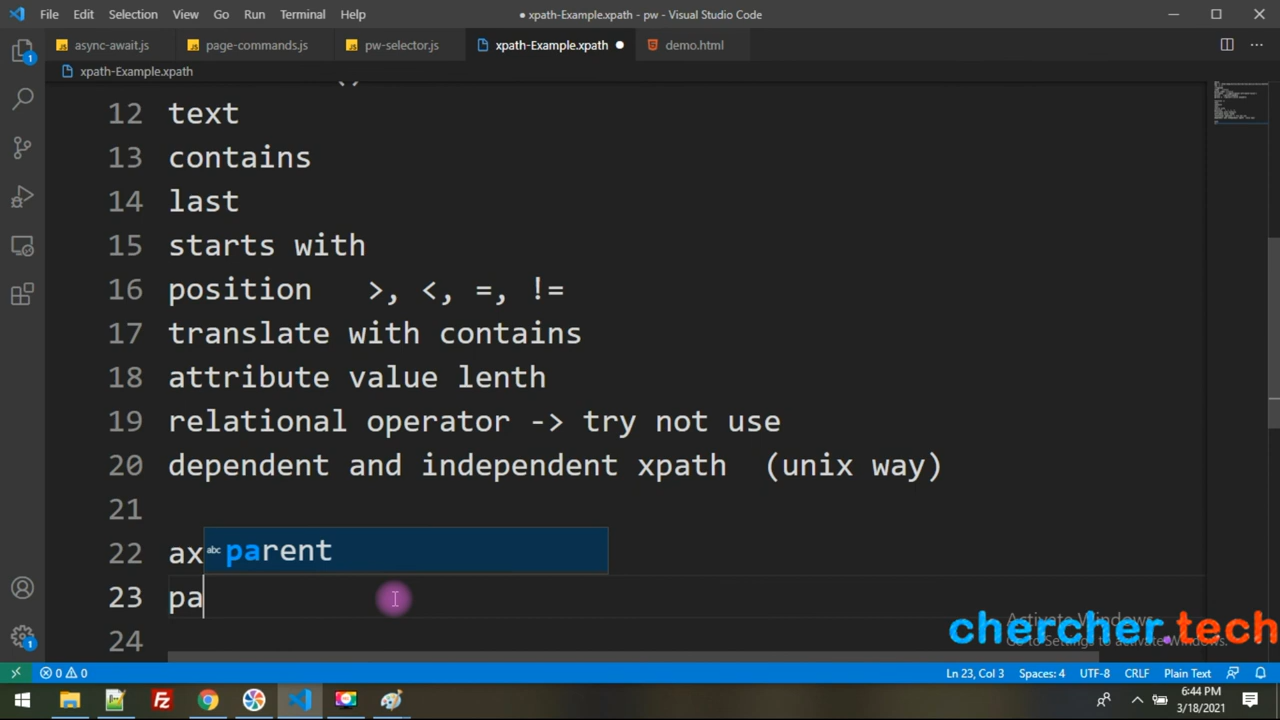 File Edit Selection View Go Run Terminal Help
● xpath-Example.xpath - pw - Visual Studio Code
async-await.js page-commands.js pw-selector.js xpath-Example.xpath ● demo.html
xpath-Example.xpath
12 text
13 contains
14 last
15 starts with
16 position >, <, =, !=
17 translate with contains
18 attribute value lenth
19 relational operator -> try not use
20 dependent and independent xpath (unix way)
21
22 ax
abc parent
23 pa
24
Activate Windows
Go to Settings to activate Windows.
chercher tech
0 0 Ln 23, Col 3 Spaces: 4 UTF-8 CRLF Plain Text
6:44 PM
3/18/2021